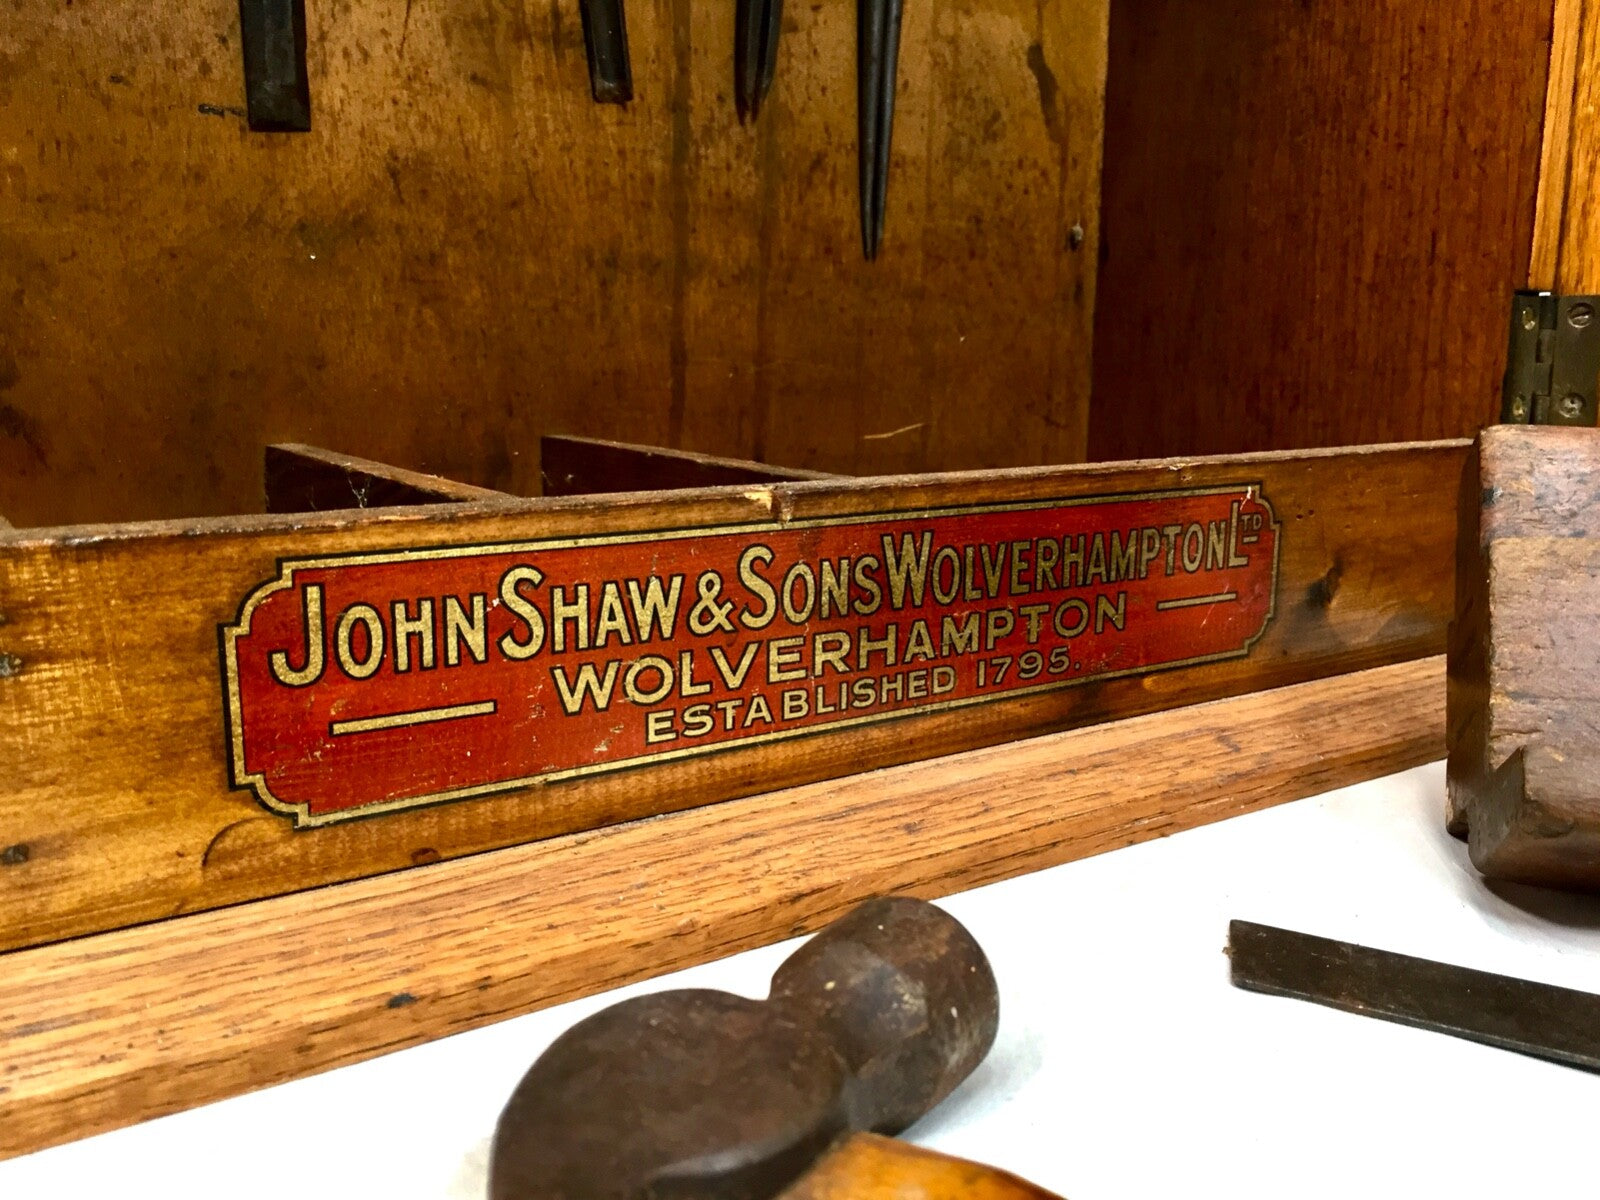 JOHN SHAW & SONS WOLVERHAMPTON LTD
WOLVERHAMPTON
ESTABLISHED 1795.